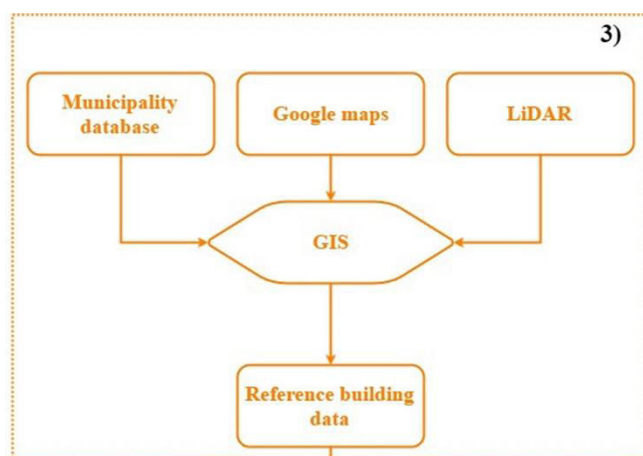 3)
Municipality
database
Google maps
LiDAR
GIS
Reference building
data